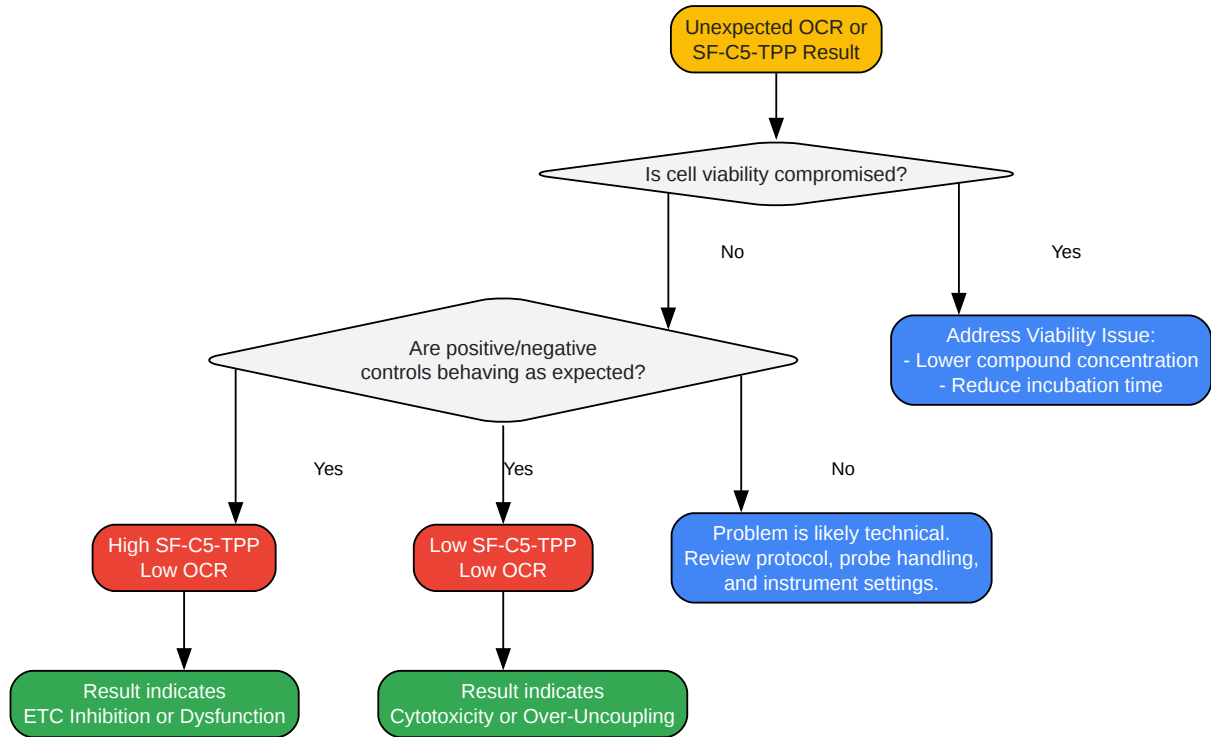 Unexpected OCR or
SF-C5-TPP Result
Is cell viability compromised?
No
Yes
Address Viability Issue:
- Lower compound concentration
- Reduce incubation time
Are positive/negative
controls behaving as expected?
Yes
Yes
No
High SF-C5-TPP
Low OCR
Low SF-C5-TPP
Low OCR
Problem is likely technical.
Review protocol, probe handling,
and instrument settings.
Result indicates
ETC Inhibition or Dysfunction
Result indicates
Cytotoxicity or Over-Uncoupling